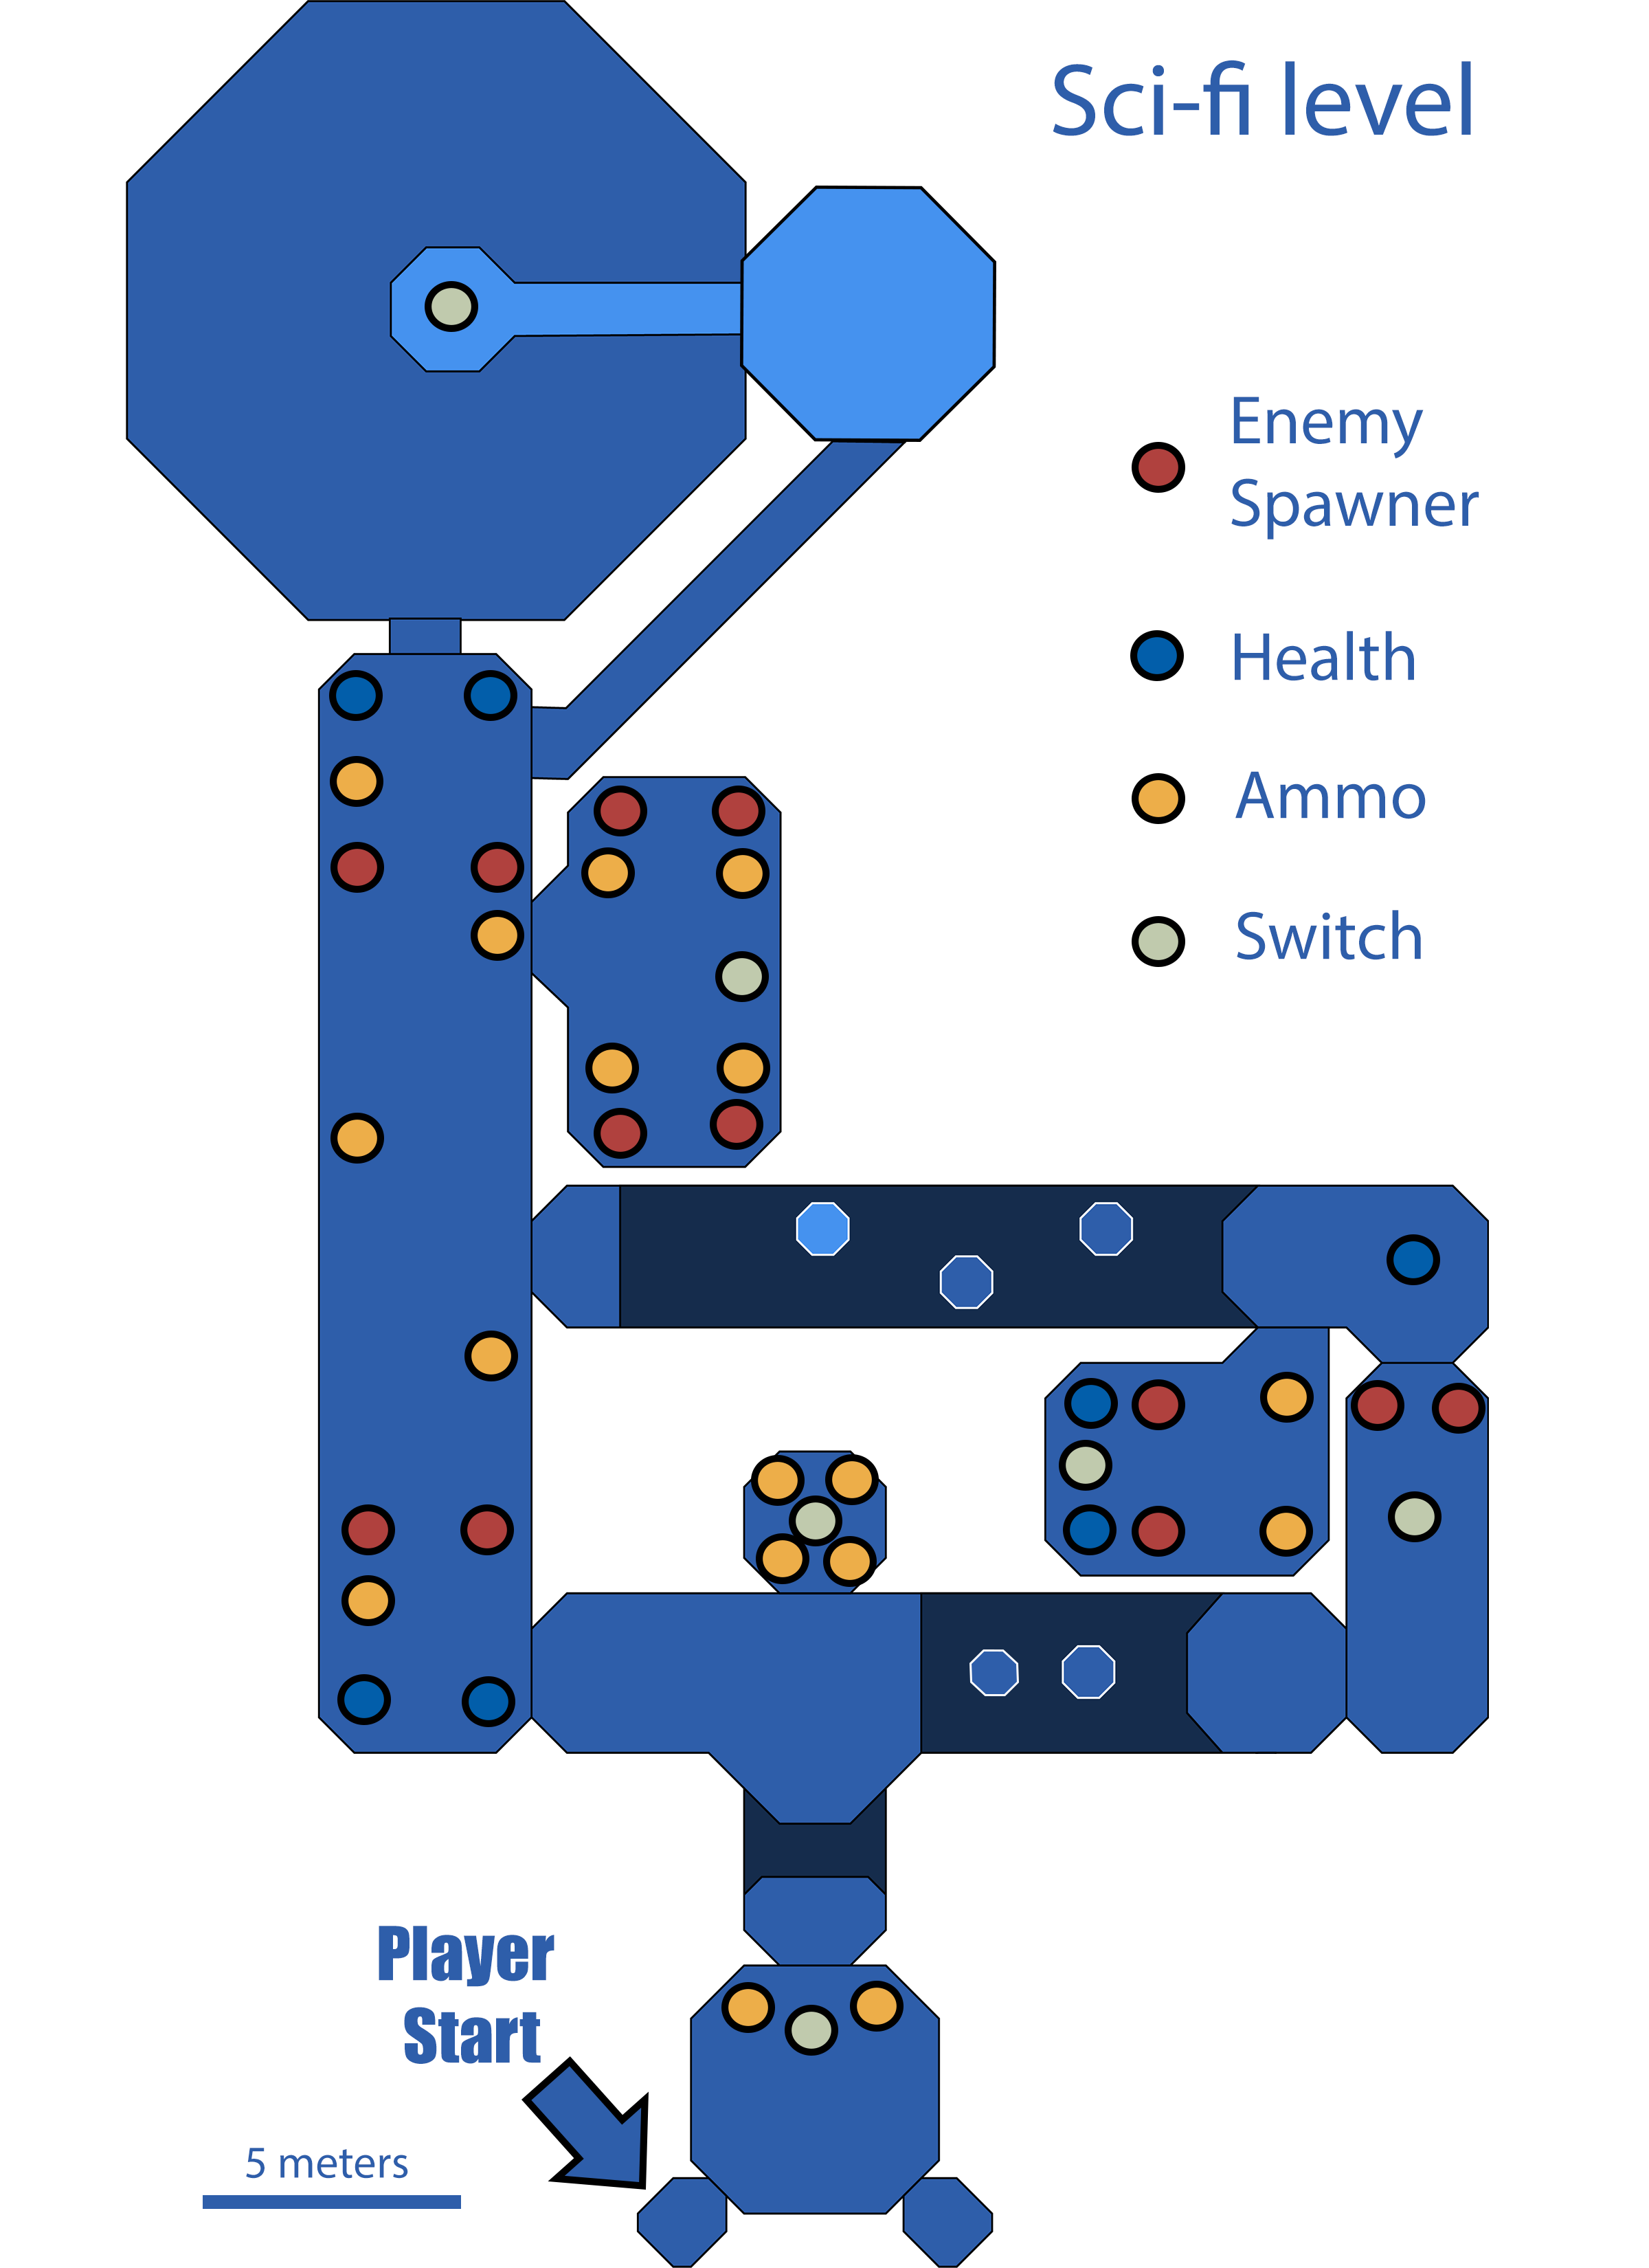 Sci-fi level
Enemy
Spawner
Health
Ammo
Switch
Player
Start
5 meters